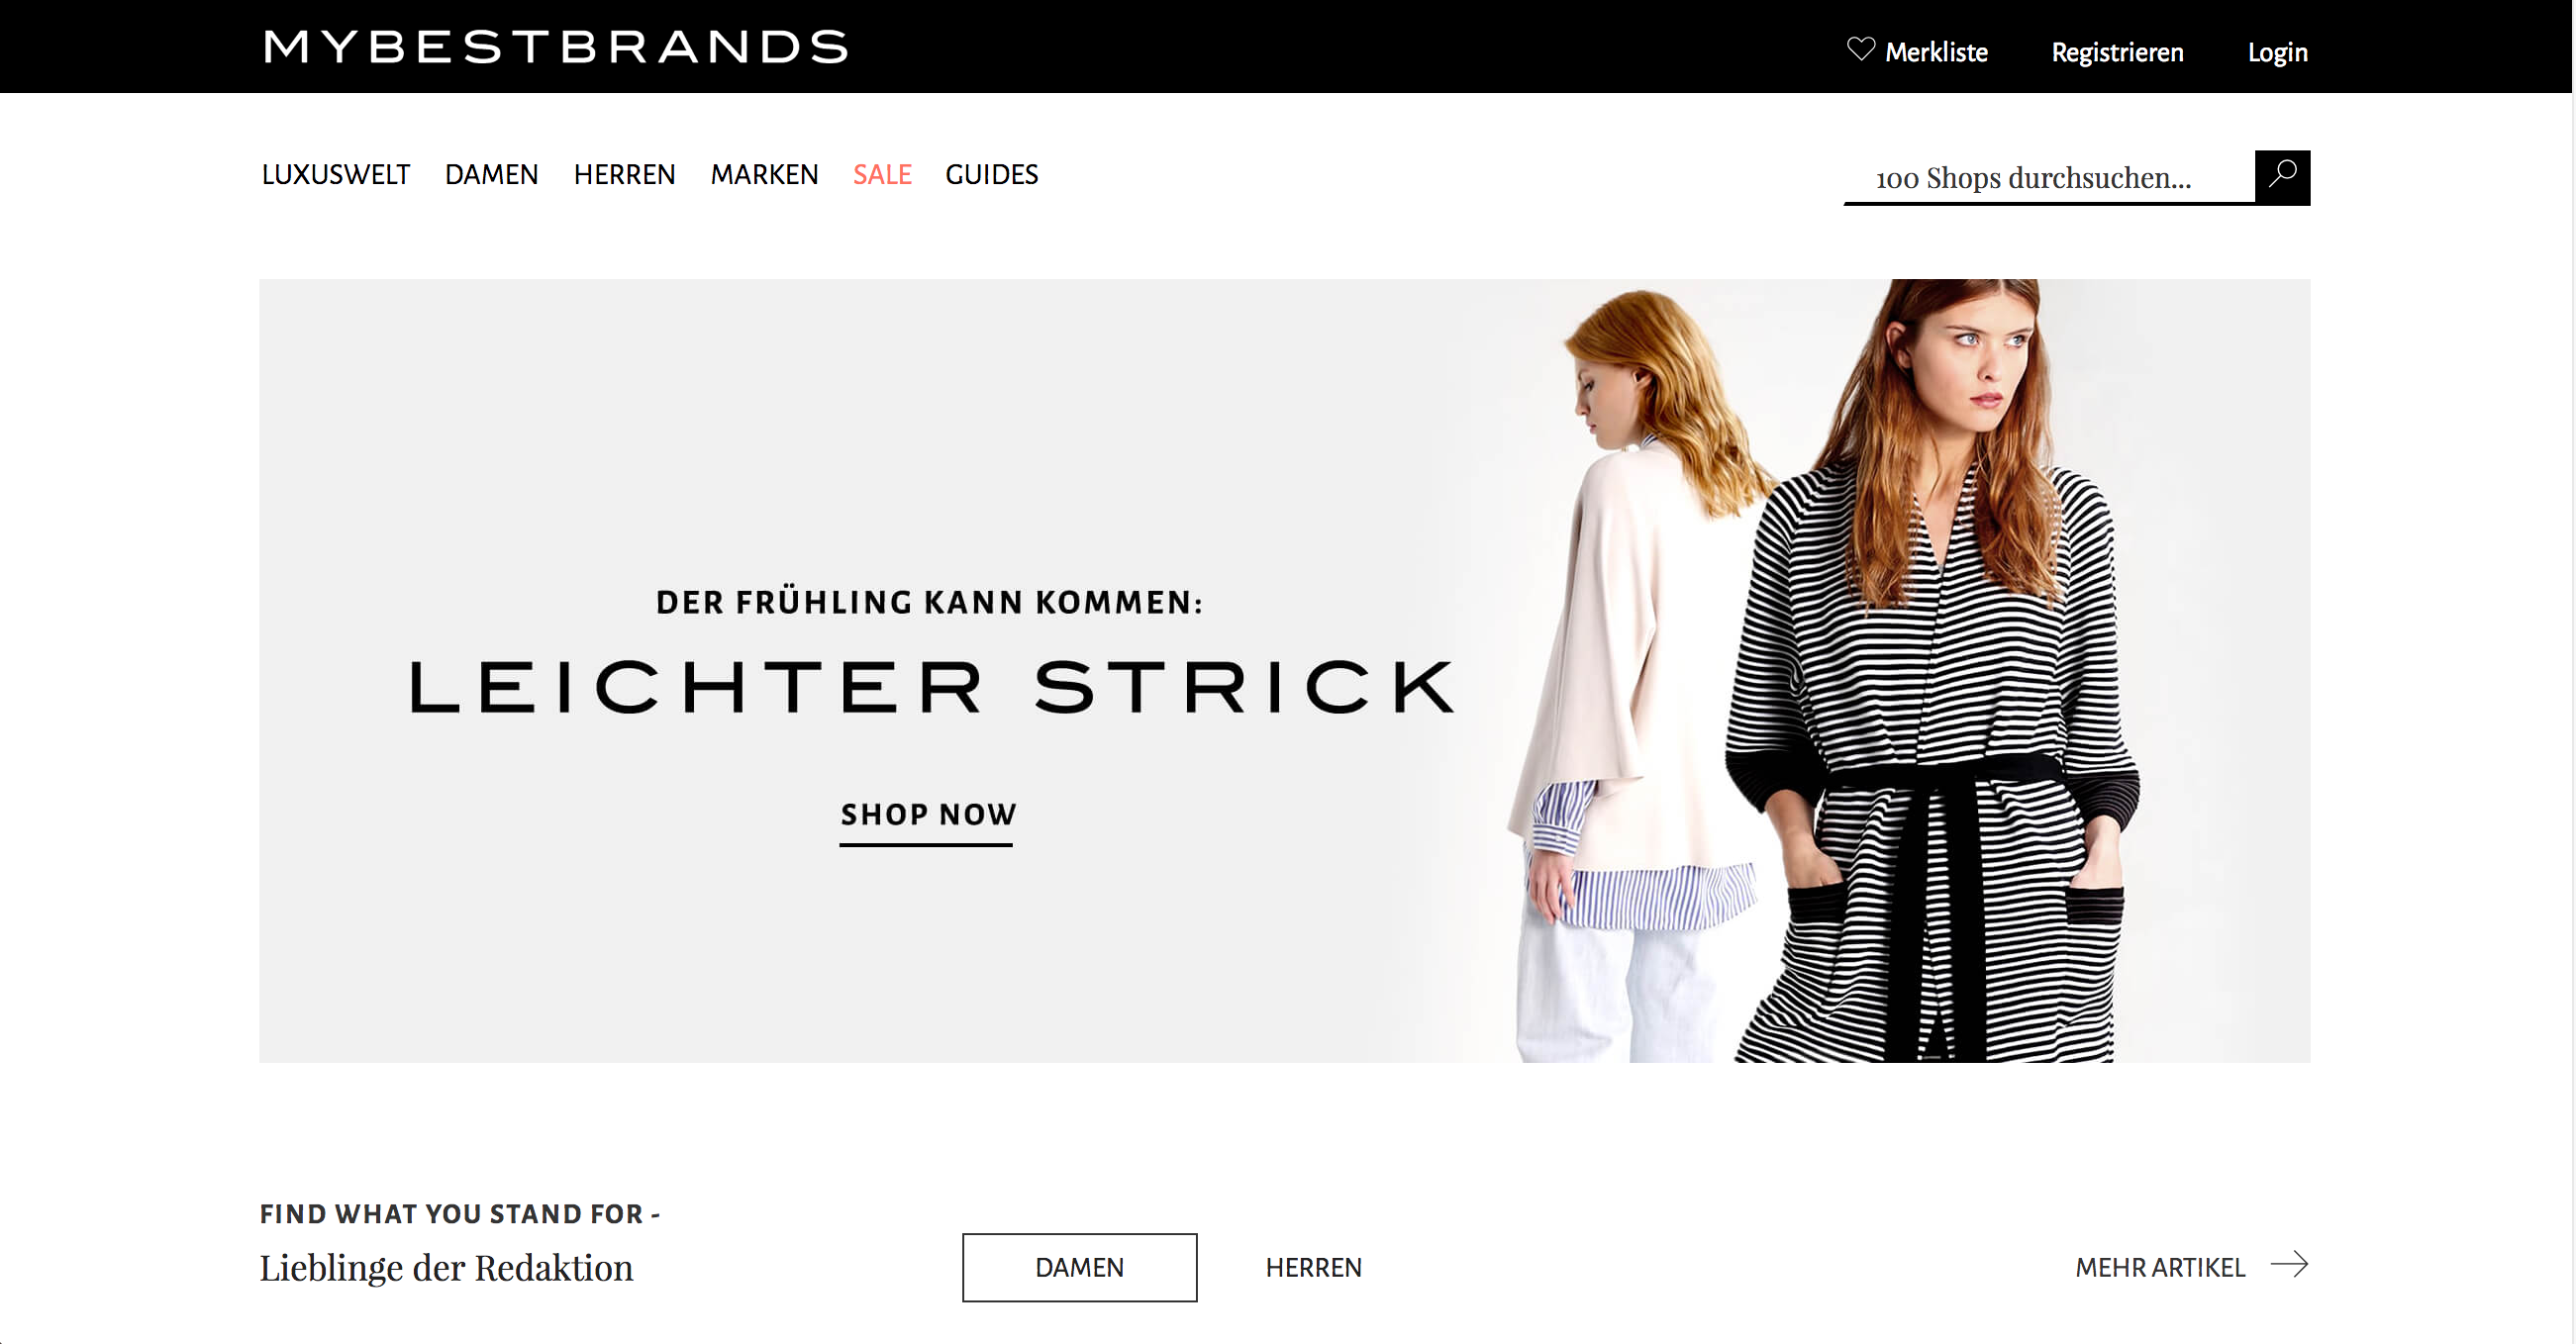 MYBESTBRANDS
Merkliste Registrieren Login
LUXUSWELT DAMEN HERREN MARKEN SALE GUIDES
100 Shops durchsuchen...
DER FRÜHLING KANN KOMMEN:
LEICHTER STRICK
SHOP NOW
FIND WHAT YOU STAND FOR -
Lieblinge der Redaktion
DAMEN HERREN
MEHR ARTIKEL